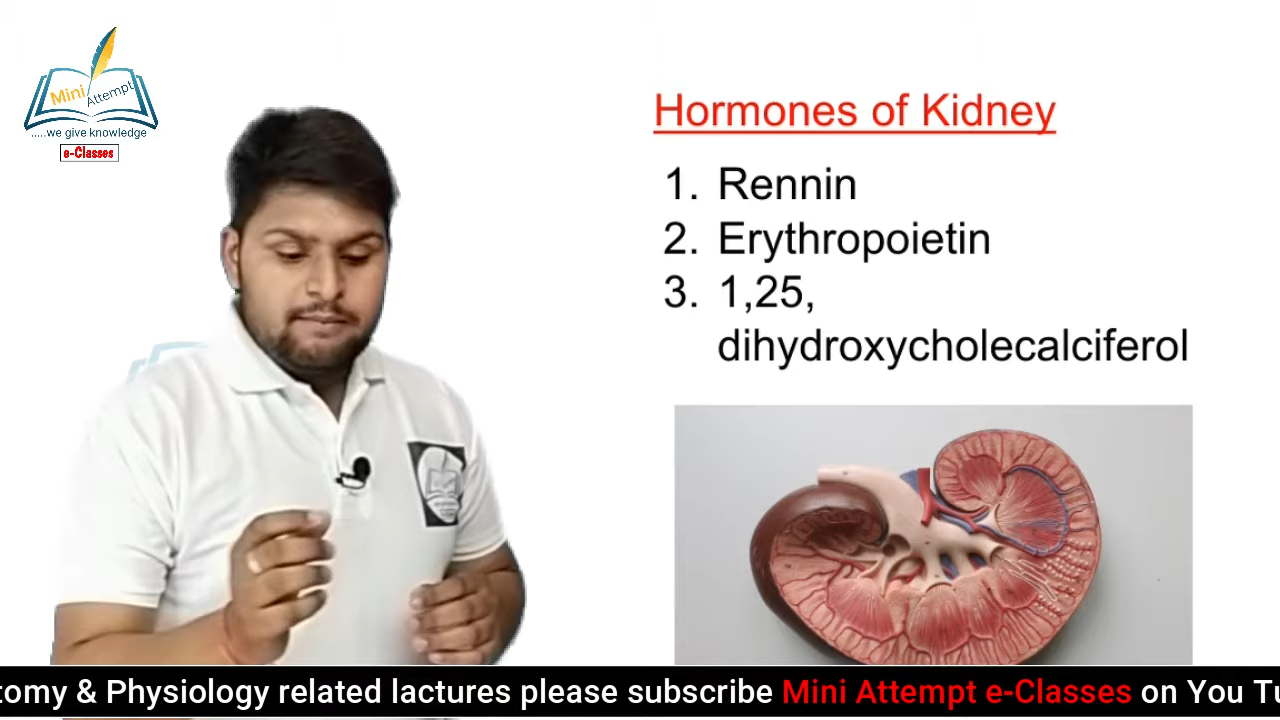 Mini
Attempt
.....we give knowledge
e-Classes
Hormones of Kidney
1. Rennin
2. Erythropoietin
3. 1,25,
dihydroxycholecalciferol
tomy & Physiology related lactures please subscribe Mini Attempt e-Classes on You Tu